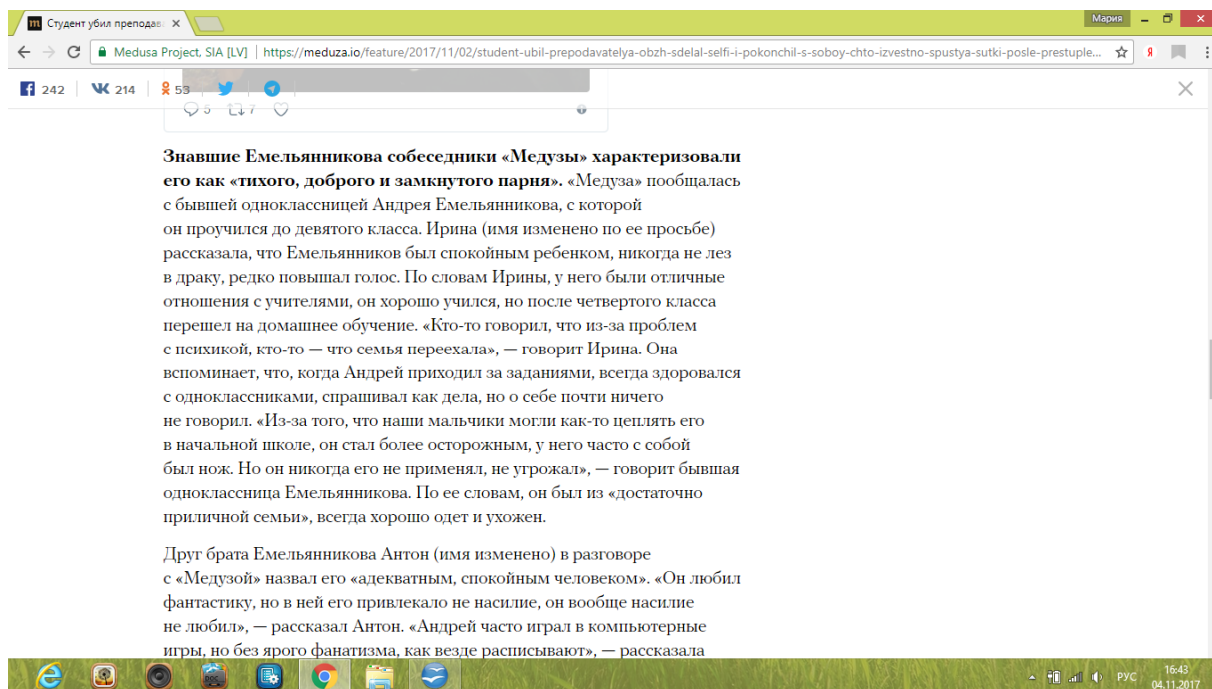 Студент убил преподав
Мария
Medusa Project, SIA [LV] | https://meduza.io/feature/2017/11/02/student-ubil-prepodavatelya-obzh-sdelal-selfi-i-pokonchil-s-soboy-chto-izvestno-spustya-sutki-posle-prestuple...
242 214 53
5 7
Знавшие Емельянникова собеседники «Медузы» характеризовали
его как «тихого, доброго и замкнутого парня». «Медуза» пообщалась
с бывшей одноклассницей Андрея Емельянникова, с которой
он проучился до девятого класса. Ирина (имя изменено по ее просьбе)
рассказала, что Емельянников был спокойным ребенком, никогда не лез
в драку, редко повышал голос. По словам Ирины, у него были отличные
отношения с учителями, он хорошо учился, но после четвертого класса
перешел на домашнее обучение. «Кто-то говорил, что из-за проблем
с психикой, кто-то — что семья переехала», — говорит Ирина. Она
вспоминает, что, когда Андрей приходил за заданиями, всегда здоровался
с одноклассниками, спрашивал как дела, но о себе почти ничего
не говорил. «Из-за того, что наши мальчики могли как-то цеплять его
в начальной школе, он стал более осторожным, у него часто с собой
был нож. Но он никогда его не применял, не угрожал», — говорит бывшая
одноклассница Емельянникова. По ее словам, он был из «достаточно
приличной семьи», всегда хорошо одет и ухожен.
Друг брата Емельянникова Антон (имя изменено) в разговоре
с «Медузой» назвал его «адекватным, спокойным человеком». «Он любил
фантастику, но в ней его привлекало не насилие, он вообще насилие
не любил», — рассказал Антон. «Андрей часто играл в компьютерные
игры, но без ярого фанатизма, как везде расписывают», — рассказала
РУС
16:43
04.11.2017